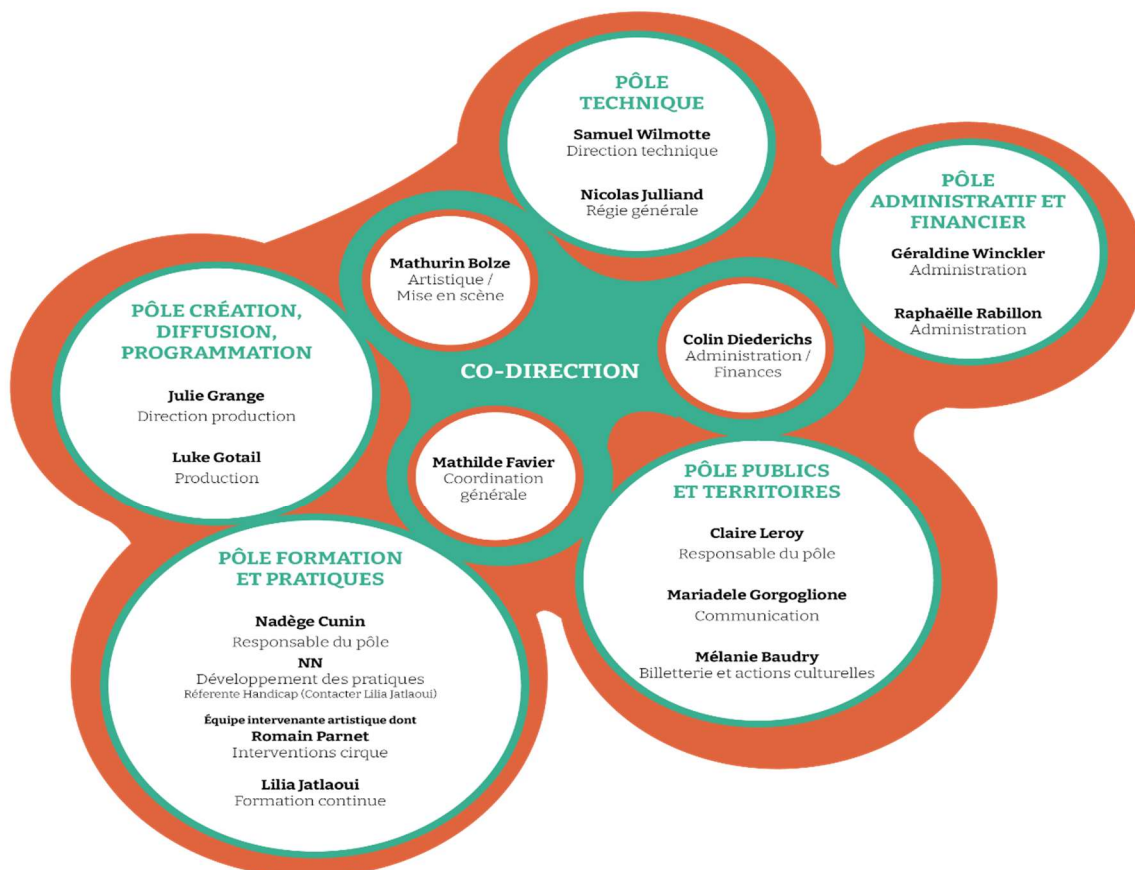 PÔLE
TECHNIQUE
Samuel Wilmotte
Direction technique
Nicolas Julliand
Régie générale
PÔLE
ADMINISTRATIF ET
FINANCIER
Géraldine Winckler
Administration
Raphaëlle Rabillon
Administration
Mathurin Bolze
Artistique /
Mise en scène
CO-DIRECTION
Colin Diederichs
Administration /
Finances
Mathilde Favier
Coordination
générale
PÔLE CRÉATION,
DIFFUSION,
PROGRAMMATION
Julie Grange
Direction production
Luke Gotail
Production
PÔLE PUBLICS
ET TERRITOIRES
Claire Leroy
Responsable du pôle
Mariadele Gorgoglione
Communication
Mélanie Baudry
Billetterie et actions culturelles
PÔLE FORMATION
ET PRATIQUES
Nadège Cunin
Responsable du pôle
NN
Développement des pratiques
Réferente Handicap (Contacter Lilia Jatlaoui)
Équipe intervenante artistique dont
Romain Parnet
Interventions cirque
Lilia Jatlaoui
Formation continue